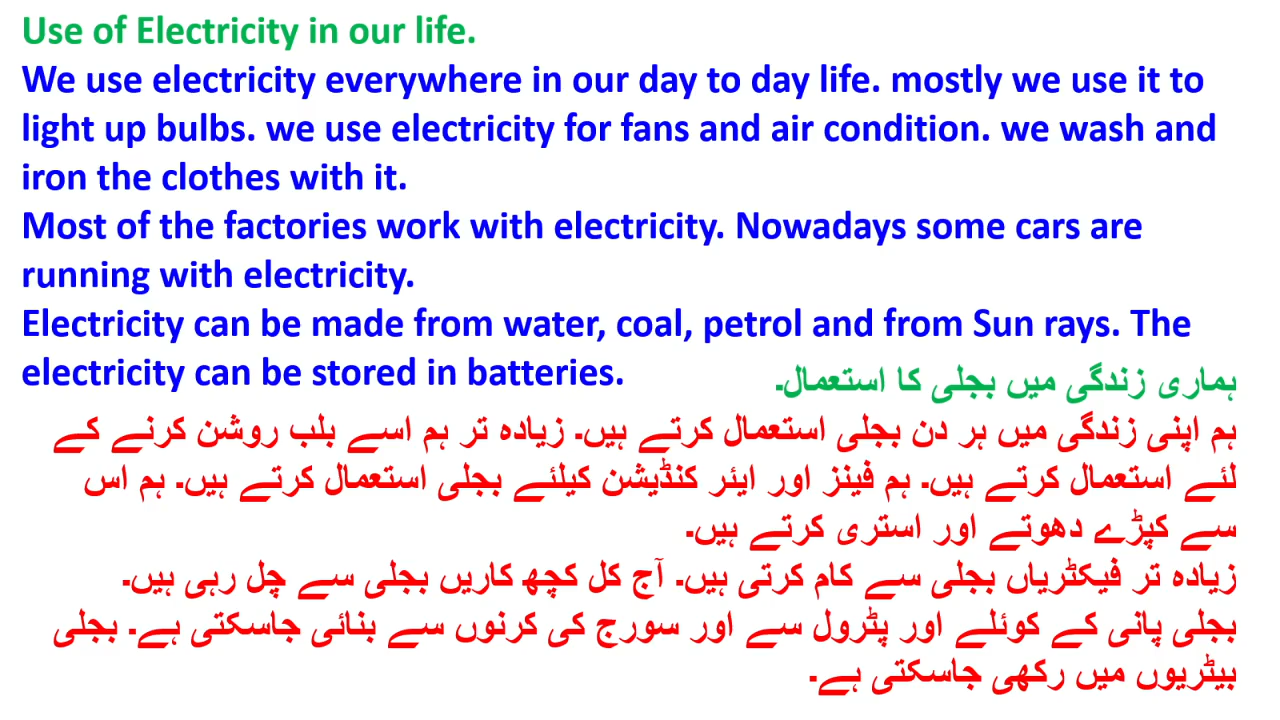 Use of Electricity in our life.
We use electricity everywhere in our day to day life. mostly we use it to
light up bulbs. we use electricity for fans and air condition. we wash and
iron the clothes with it.
Most of the factories work with electricity. Nowadays some cars are
running with electricity.
Electricity can be made from water, coal, petrol and from Sun rays. The
electricity can be stored in batteries.
ہماری زندگی میں بجلی کا استعمال۔
ہم اپنی زندگی میں ہر دن بجلی استعمال کرتے ہیں۔ زیادہ تر ہم اسے بلب روشن کرنے کے
لئے استعمال کرتے ہیں۔ ہم فینز اور ایئر کنڈیشن کیلئے بجلی استعمال کرتے ہیں۔ ہم اس
سے کپڑے دھوتے اور استری کرتے ہیں۔
زیادہ تر فیکٹریاں بجلی سے کام کرتی ہیں۔ آج کل کچھ کاریں بجلی سے چل رہی ہیں۔
بجلی پانی کے کوئلے اور پٹرول سے اور سورج کی کرنوں سے بنائی جاسکتی ہے۔ بجلی
بیٹریوں میں رکھی جاسکتی ہے۔